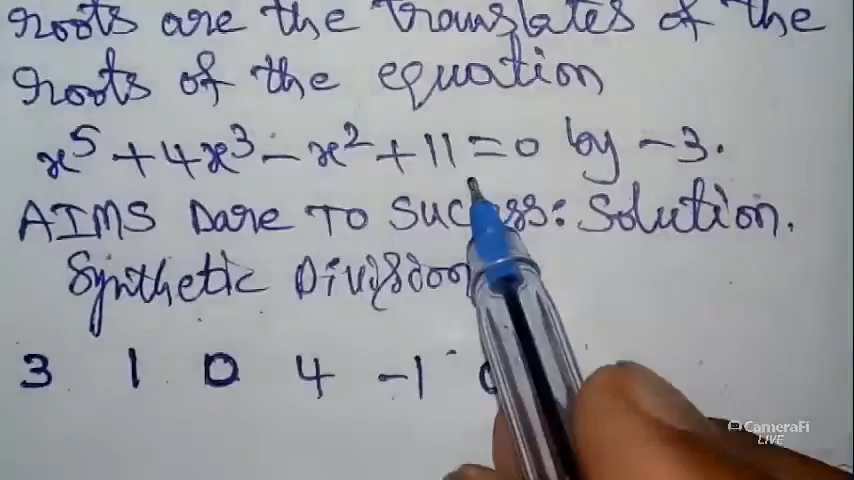 roots are the translates of the
roots of the equation
x⁵ + 4x³ - x² + 11 = 0 by -3.
AIMS Dare To Success: Solution.
Synthetic Division
3 1 0 4 -1
CameraFi
LIVE